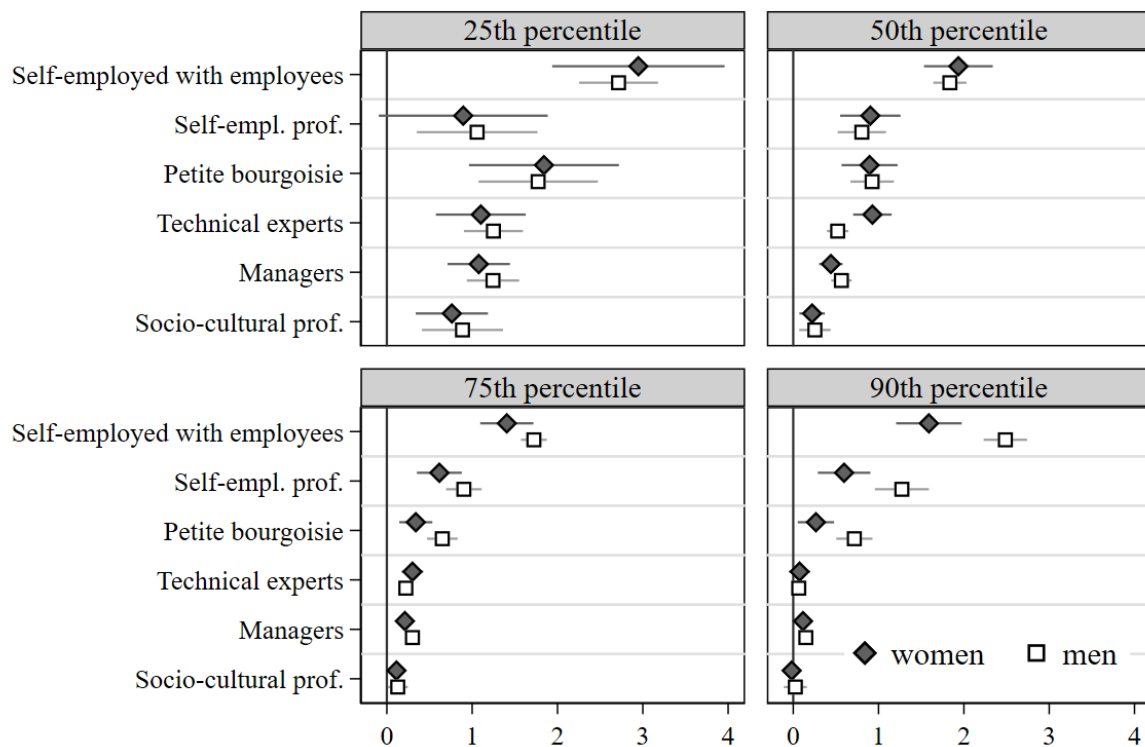 25th percentile
50th percentile
Self-employed with employees
Self-empl. prof.
Petite bourgoisie
Technical experts
Managers
Socio-cultural prof.
75th percentile
90th percentile
Self-employed with employees
Self-empl. prof.
Petite bourgoisie
Technical experts
Managers
women men
Socio-cultural prof.
0 1 2 3 4
0 1 2 3 4